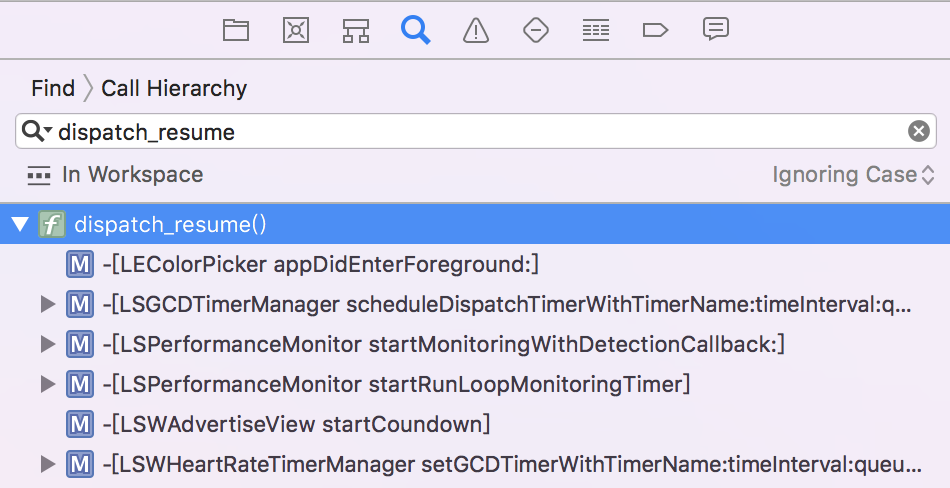 Find 〉 Call Hierarchy
dispatch_resume
In Workspace Ignoring Case
f dispatch_resume()
M -[LEColorPicker appDidEnterForeground:]
M -[LSGCDTimerManager scheduleDispatchTimerWithTimerName:timeInterval:q...
M -[LSPerformanceMonitor startMonitoringWithDetectionCallback:]
M -[LSPerformanceMonitor startRunLoopMonitoringTimer]
M -[LSWAdvertiseView startCoundown]
M -[LSWHeartRateTimerManager setGCDTimerWithTimerName:timeInterval:queu...